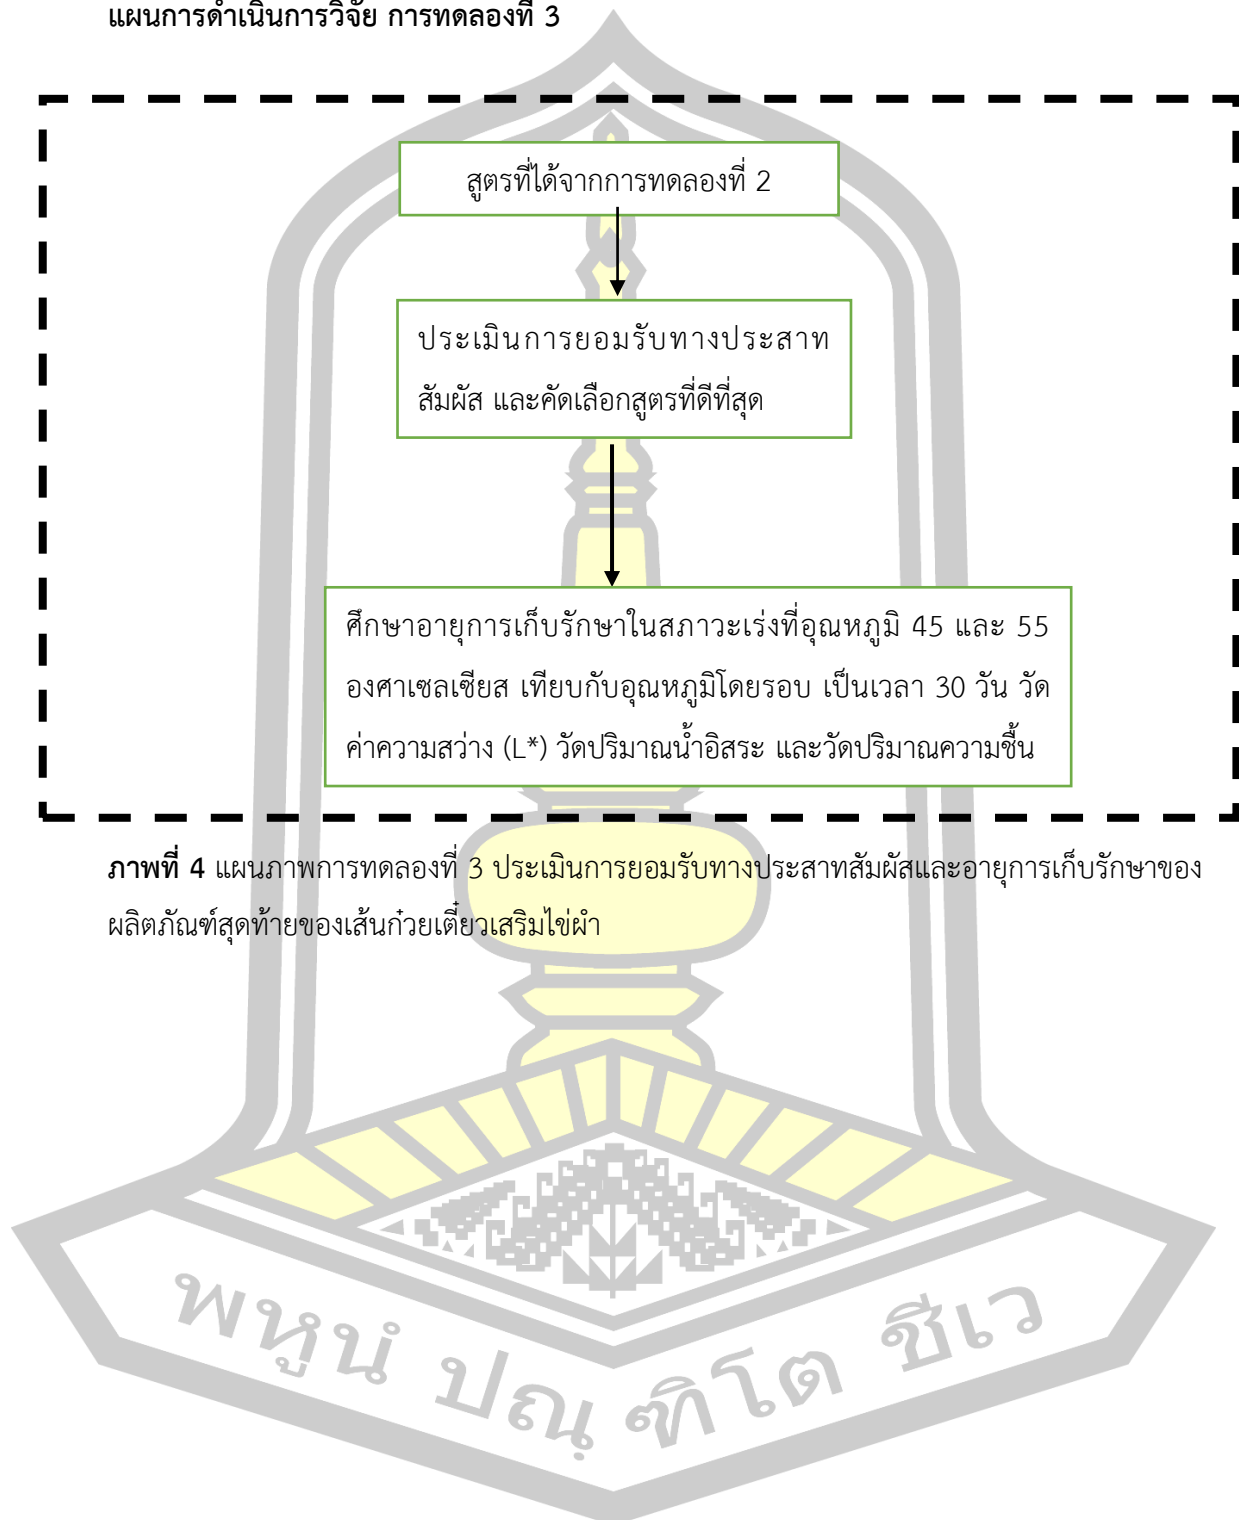 แผนการดำเนินการวิจัย การทดลองที่ 3
สูตรที่ได้จากการทดลองที่ 2
ประเมินการยอมรับทางประสาท
สัมผัส และคัดเลือกสูตรที่ดีที่สุด
ศึกษาอายุการเก็บรักษาในสภาวะเร่งที่อุณหภูมิ 45 และ 55
องศาเซลเซียส เทียบกับอุณหภูมิโดยรอบ เป็นเวลา 30 วัน วัด
ค่าความสว่าง (L*) วัดปริมาณน้ำอิสระ และวัดปริมาณความชื้น
ภาพที่ 4 แผนภาพการทดลองที่ 3 ประเมินการยอมรับทางประสาทสัมผัสและอายุการเก็บรักษาของ
ผลิตภัณฑ์สุดท้ายของเส้นก๋วยเตี๋ยวเสริมไข่ผำ
พหูนํ ปณฺฑิโต ชีเว